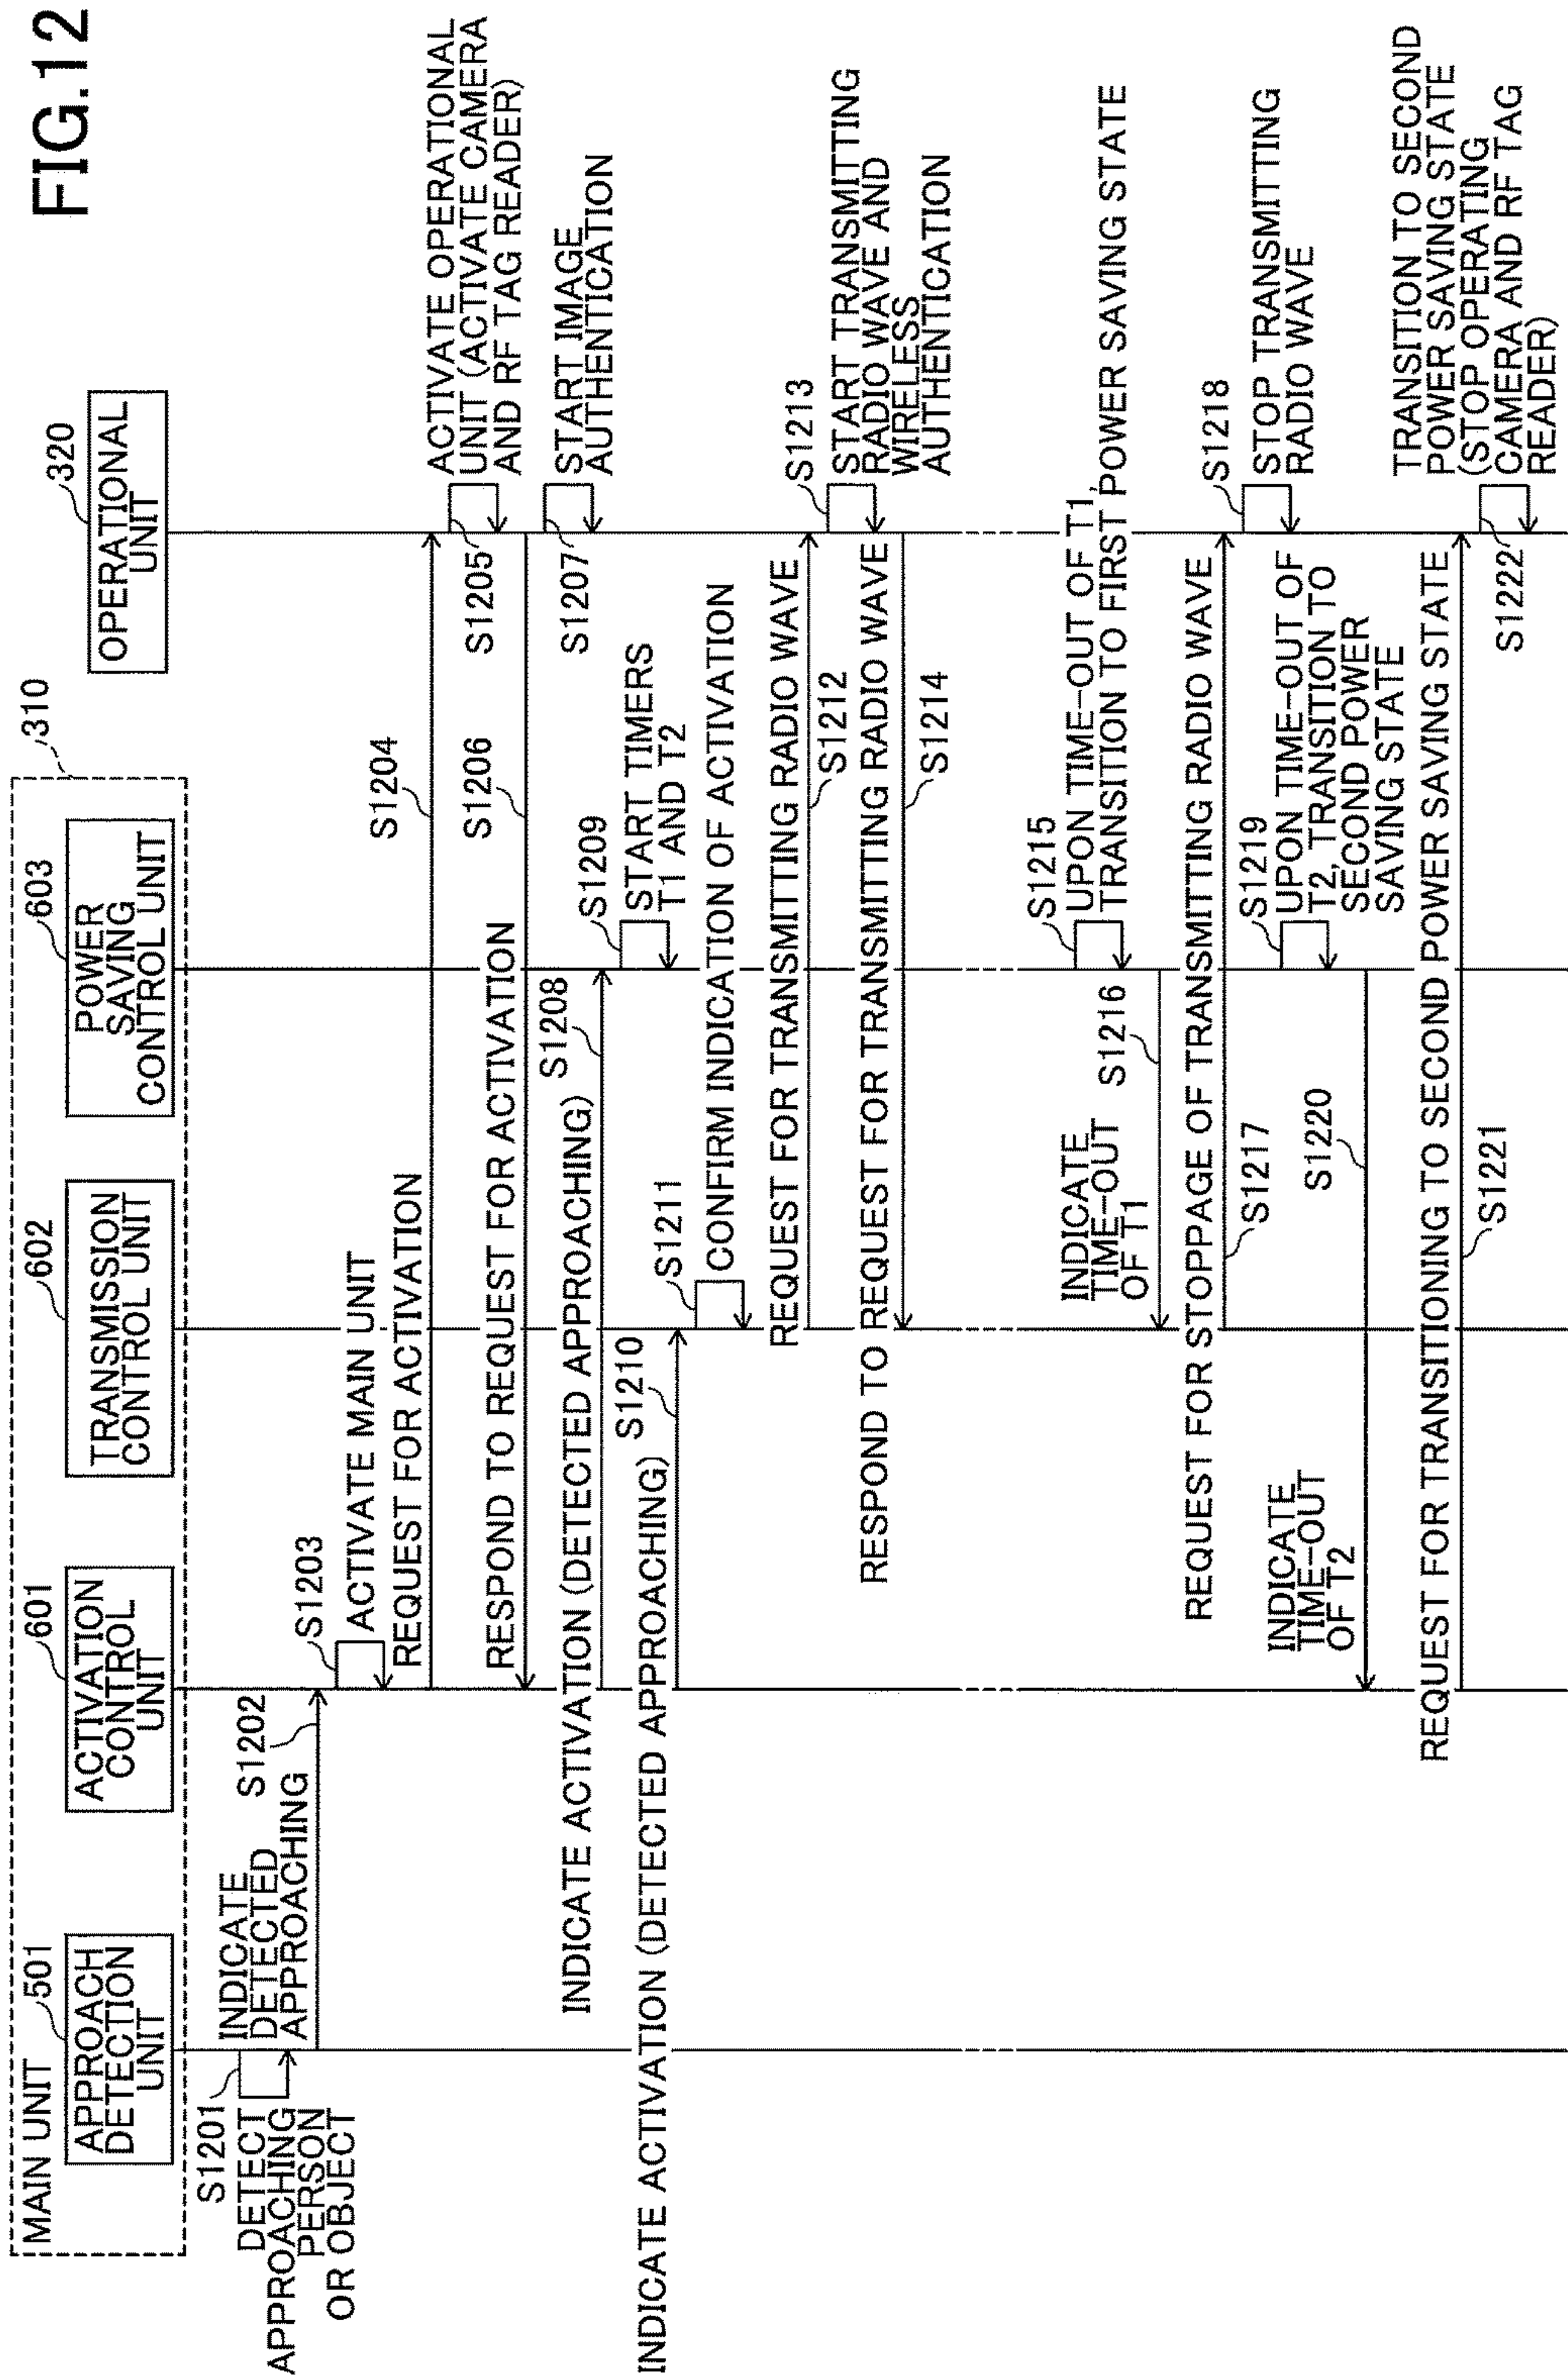 FIG.12
MAIN UNIT
310
501
APPROACH
DETECTION
UNIT
601
ACTIVATION
CONTROL
UNIT
602
TRANSMISSION
CONTROL UNIT
603
POWER
SAVING
CONTROL UNIT
320
OPERATIONAL
UNIT
S1201
DETECT
APPROACHING
PERSON
OR OBJECT
INDICATE
DETECTED
APPROACHING
S1202
S1203
ACTIVATE MAIN UNIT
REQUEST FOR ACTIVATION
S1204
ACTIVATE OPERATIONAL
UNIT (ACTIVATE CAMERA
AND RF TAG READER)
S1205
RESPOND TO REQUEST FOR ACTIVATION
S1206
START IMAGE
AUTHENTICATION
S1207
INDICATE ACTIVATION (DETECTED APPROACHING)
S1208
S1209
START TIMERS
T1 AND T2
INDICATE ACTIVATION (DETECTED APPROACHING)
S1210
S1211
CONFIRM INDICATION OF ACTIVATION
REQUEST FOR TRANSMITTING RADIO WAVE
S1212
S1213
START TRANSMITTING
RADIO WAVE AND
WIRELESS
AUTHENTICATION
RESPOND TO REQUEST FOR TRANSMITTING RADIO WAVE
S1214
S1215
UPON TIME-OUT OF T1,
TRANSITION TO FIRST POWER SAVING STATE
INDICATE
TIME-OUT
OF T1
S1216
REQUEST FOR STOPPAGE OF TRANSMITTING RADIO WAVE
S1217
S1218
STOP TRANSMITTING
RADIO WAVE
S1219
UPON TIME-OUT OF
T2, TRANSITION TO
SECOND POWER
SAVING STATE
INDICATE
TIME-OUT
OF T2
S1220
REQUEST FOR TRANSITIONING TO SECOND POWER SAVING STATE
S1221
TRANSITION TO SECOND
POWER SAVING STATE
(STOP OPERATING
CAMERA AND RF TAG
READER)
S1222